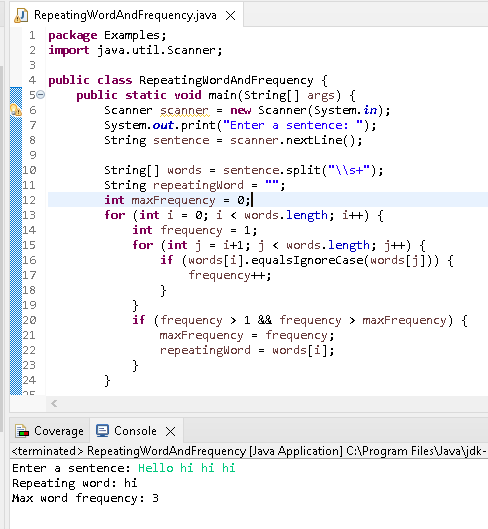 RepeatingWordAndFrequency.java
1 package Examples;
2 import java.util.Scanner;
3
4 public class RepeatingWordAndFrequency {
5 public static void main(String[] args) {
6 Scanner scanner = new Scanner(System.in);
7 System.out.print("Enter a sentence: ");
8 String sentence = scanner.nextLine();
9
10 String[] words = sentence.split("\\s+");
11 String repeatingWord = "";
12 int maxFrequency = 0;
13 for (int i = 0; i < words.length; i++) {
14 int frequency = 1;
15 for (int j = i+1; j < words.length; j++) {
16 if (words[i].equalsIgnoreCase(words[j])) {
17 frequency++;
18 }
19 }
20 if (frequency > 1 && frequency > maxFrequency) {
21 maxFrequency = frequency;
22 repeatingWord = words[i];
23 }
24 }
25
Coverage Console
<terminated> RepeatingWordAndFrequency [Java Application] C:\Program Files\Java\jdk-
Enter a sentence: Hello hi hi hi
Repeating word: hi
Max word frequency: 3